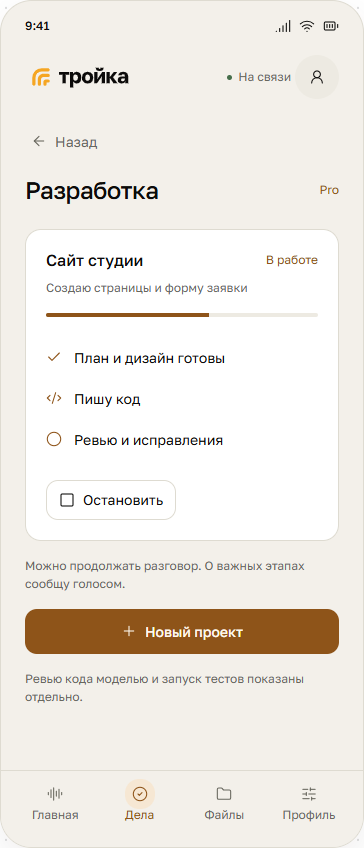 9:41
тройка
На связи
Назад
Разработка
Pro
Сайт студии
В работе
Создаю страницы и форму заявки
План и дизайн готовы
Пишу код
Ревью и исправления
Остановить
Можно продолжать разговор. О важных этапах
сообщу голосом.
Новый проект
Ревью кода моделью и запуск тестов показаны
отдельно.
Главная
Дела
Файлы
Профиль